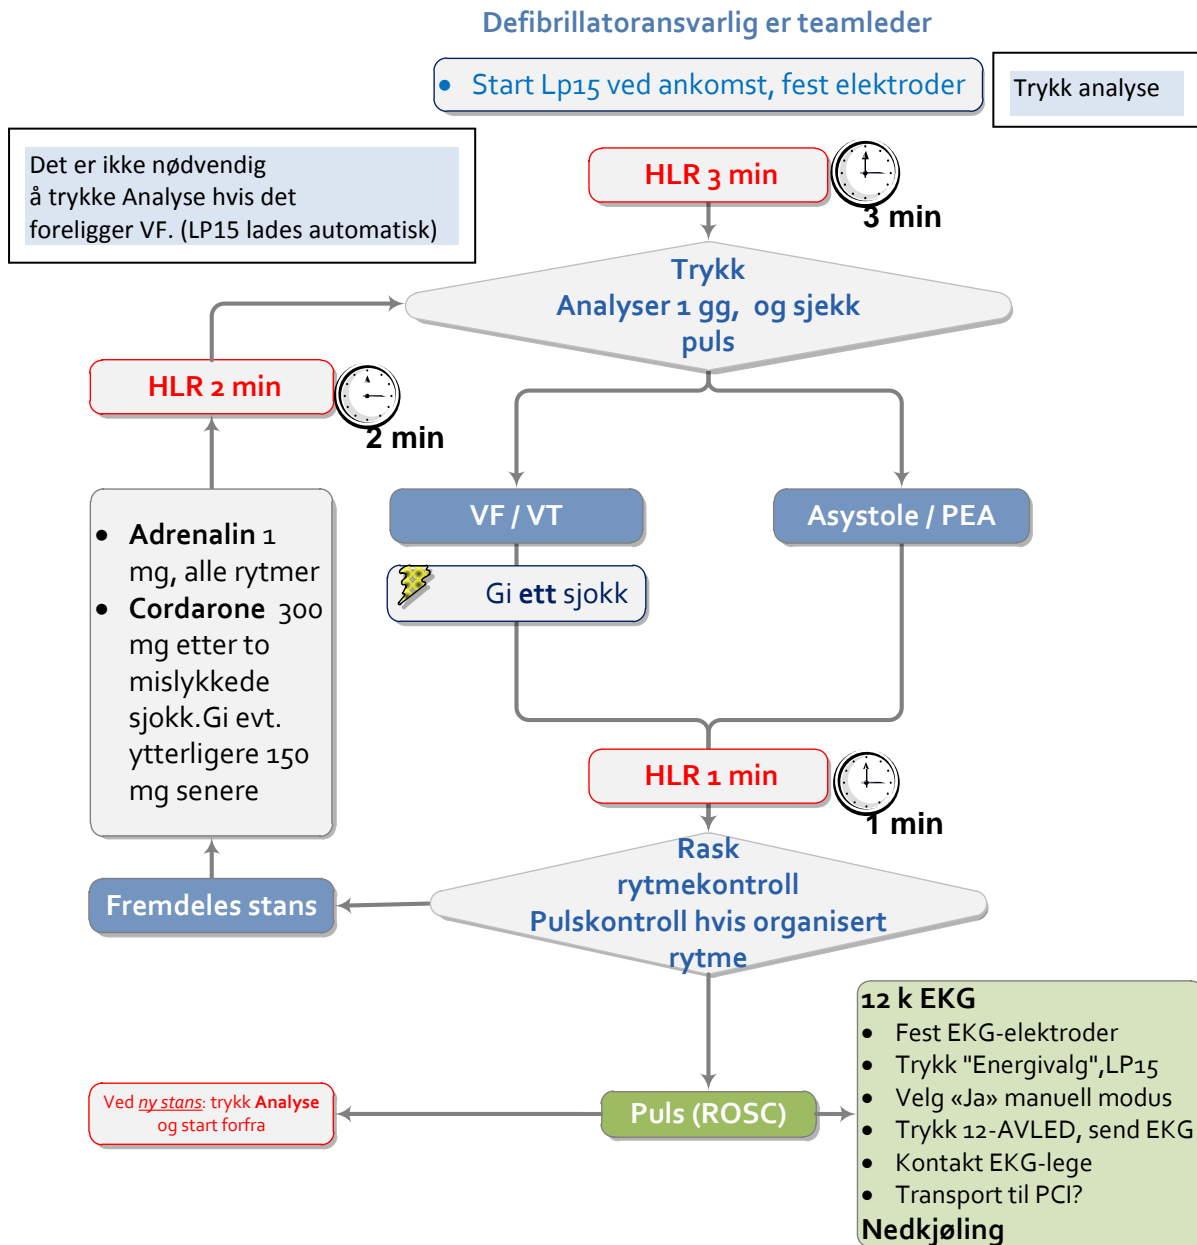 Defibrillatoransvarlig er teamleder
• Start Lp15 ved ankomst, fest elektroder
Trykk analyse
Det er ikke nødvendig
å trykke Analyse hvis det
foreligger VF. (LP15 lades automatisk)
HLR 3 min
3 min
Trykk
Analyser 1 gg, og sjekk
puls
HLR 2 min
2 min
VF / VT
Asystole / PEA
Gi ett sjokk
• Adrenalin 1
mg, alle rytmer
• Cordarone 300
mg etter to
mislykkede
sjokk.Gi evt.
ytterligere 150
mg senere
HLR 1 min
1 min
Rask
rytmekontroll
Pulskontroll hvis organisert
rytme
Fremdeles stans
12 k EKG
• Fest EKG-elektroder
• Trykk "Energivalg",LP15
• Velg «Ja» manuell modus
• Trykk 12-AVLED, send EKG
• Kontakt EKG-lege
• Transport til PCI?
Nedkjøling
Puls (ROSC)
Ved ny stans: trykk Analyse
og start forfra